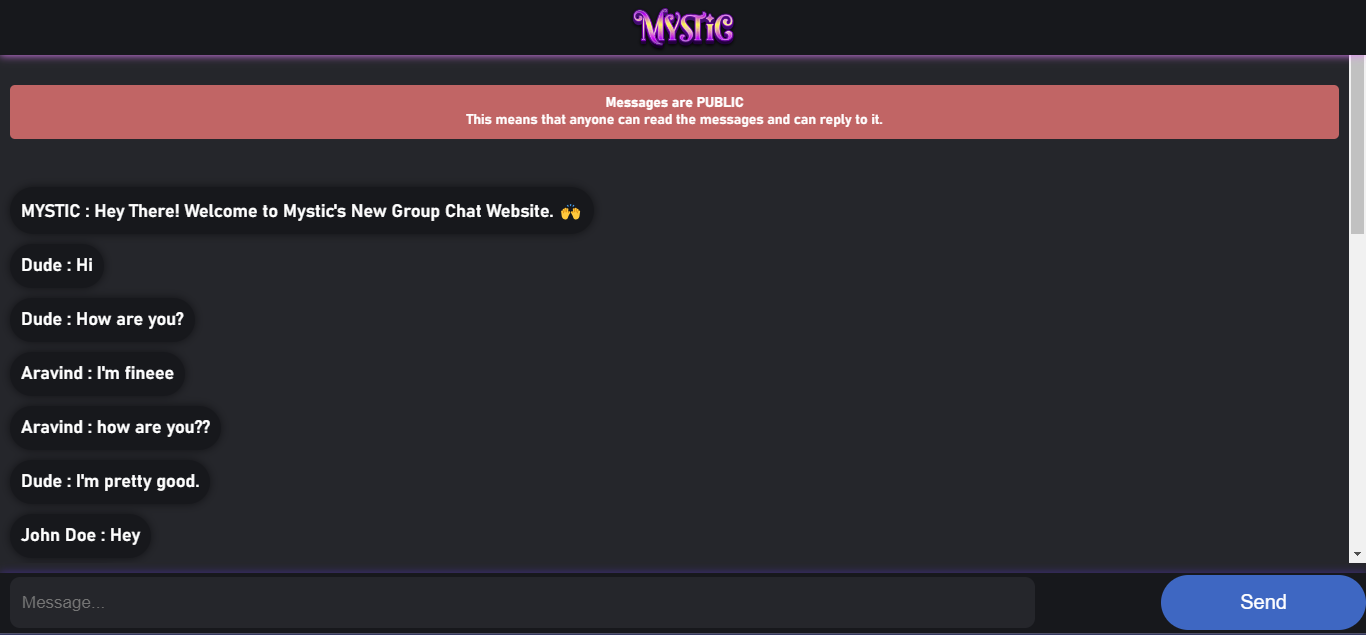 MYSTIC
Messages are PUBLIC
This means that anyone can read the messages and can reply to it.
MYSTIC : Hey There! Welcome to Mystic's New Group Chat Website. 🙌
Dude : Hi
Dude : How are you?
Aravind : I'm fineee
Aravind : how are you??
Dude : I'm pretty good.
John Doe : Hey
Message...
Send